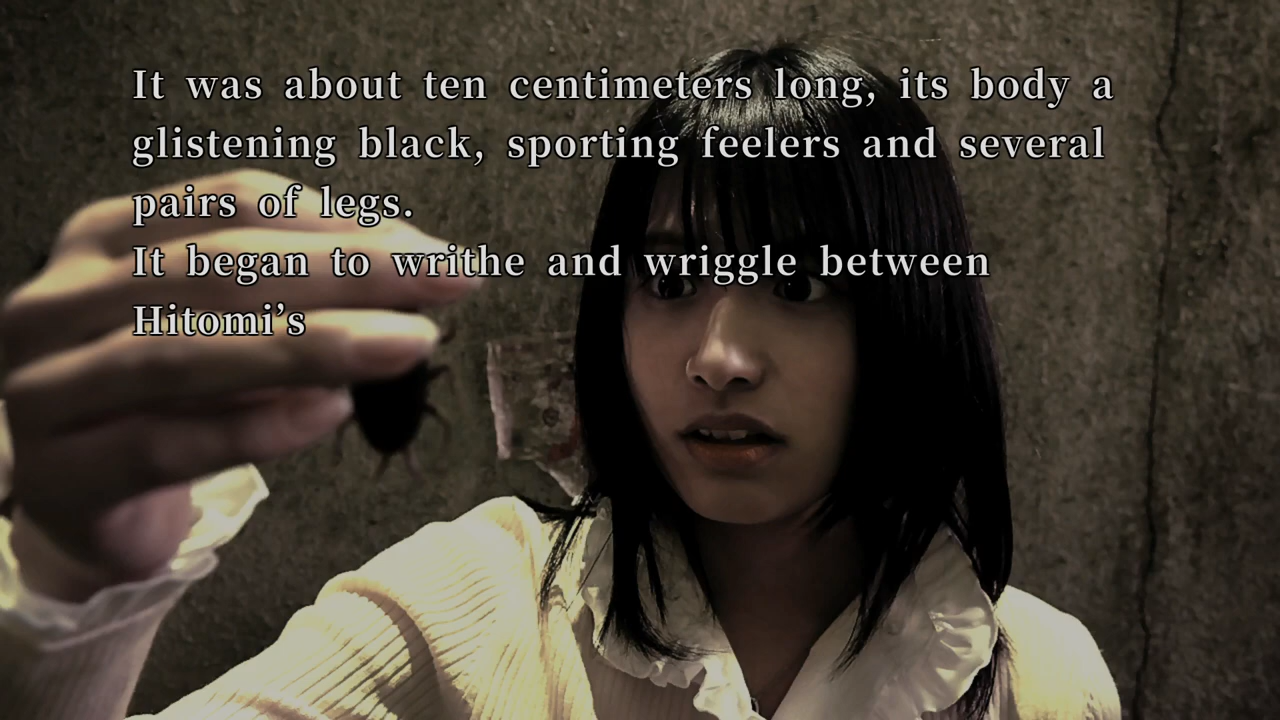 It was about ten centimeters long, its body a
glistening black, sporting feelers and several
pairs of legs.
It began to writhe and wriggle between
Hitomi’s